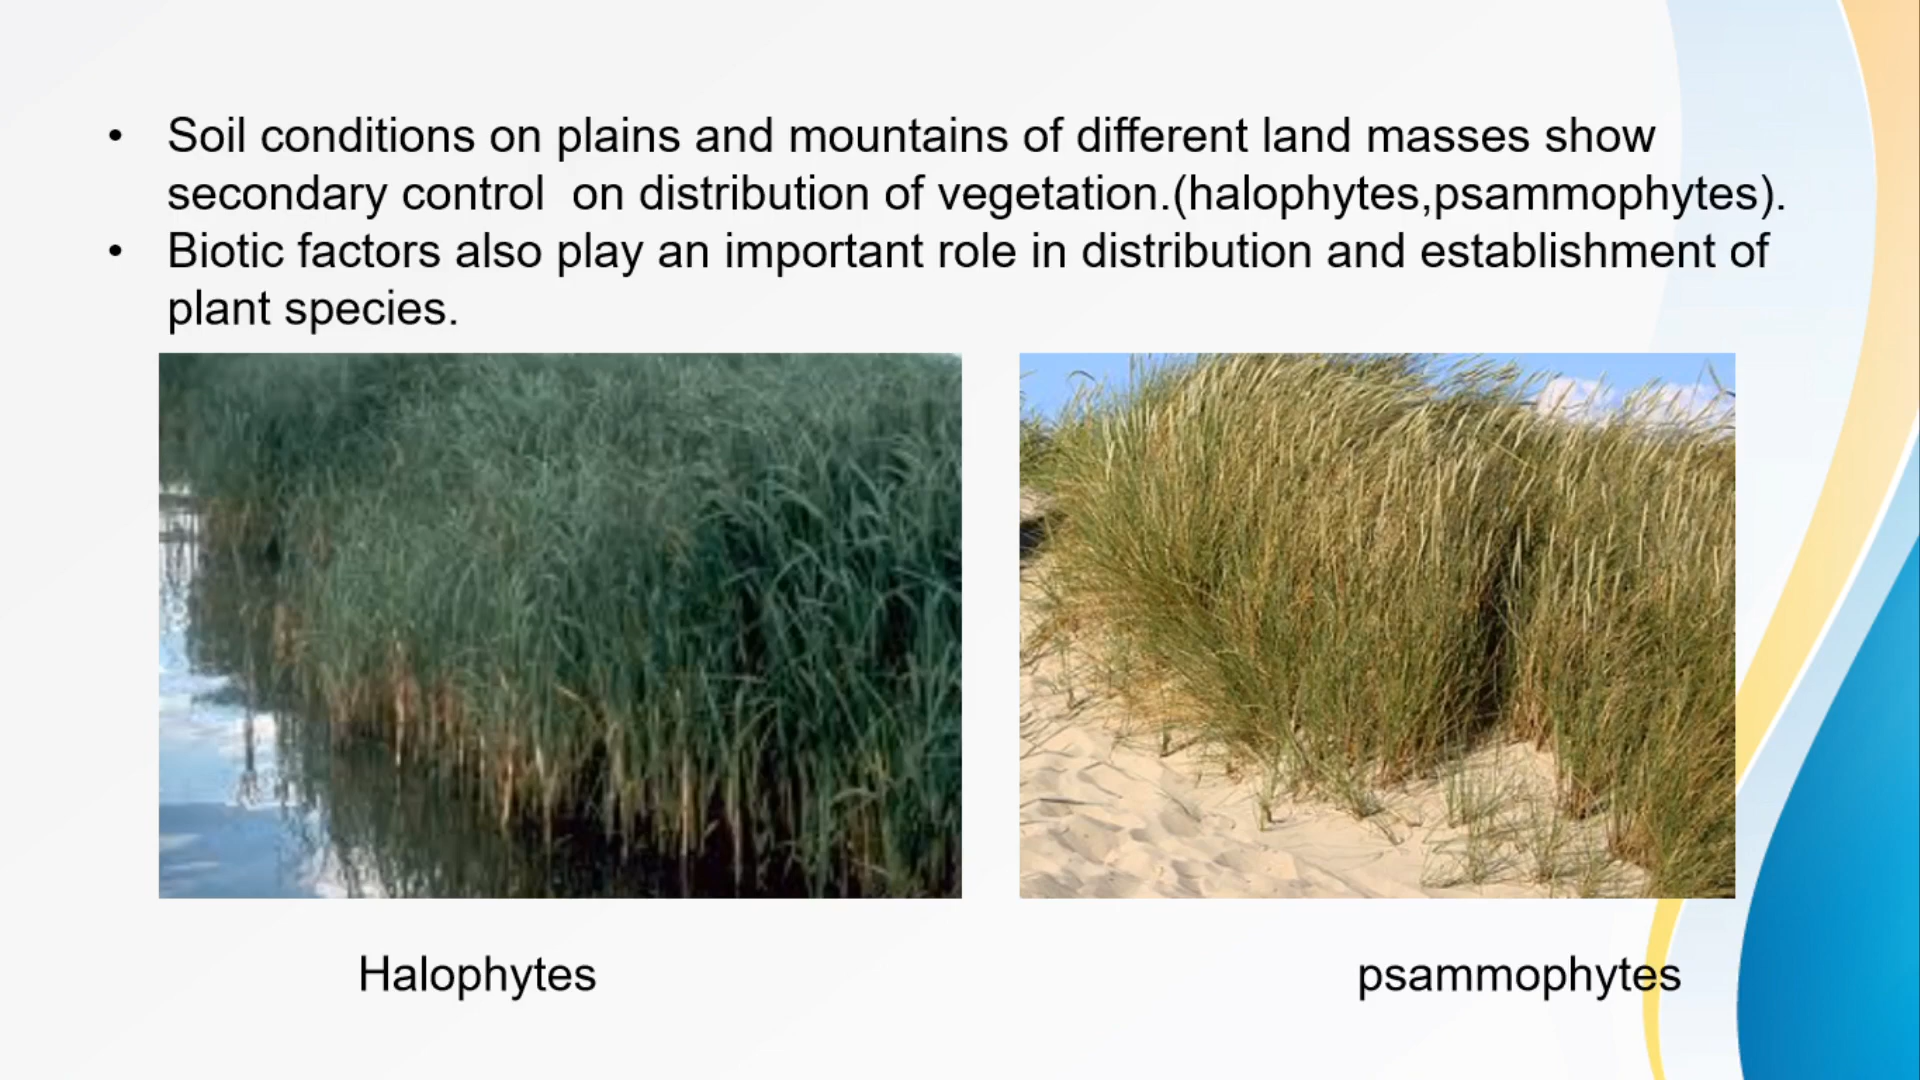 • Soil conditions on plains and mountains of different land masses show
secondary control  on distribution of vegetation.(halophytes,psammophytes).
• Biotic factors also play an important role in distribution and establishment of
plant species.
Halophytes
psammophytes